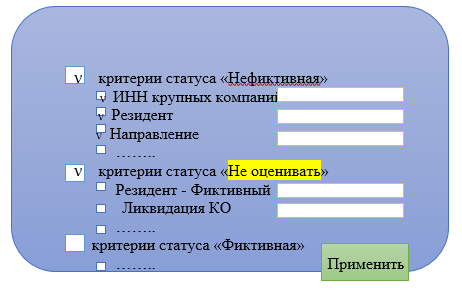 v критерии статуса «Нефиктивная»
v ИНН крупных компаний
v Резидент
v Направление
……..
v критерии статуса «Не оценивать»
Резидент - Фиктивный
Ликвидация КО
……..
критерии статуса «Фиктивная»
……..
Применить